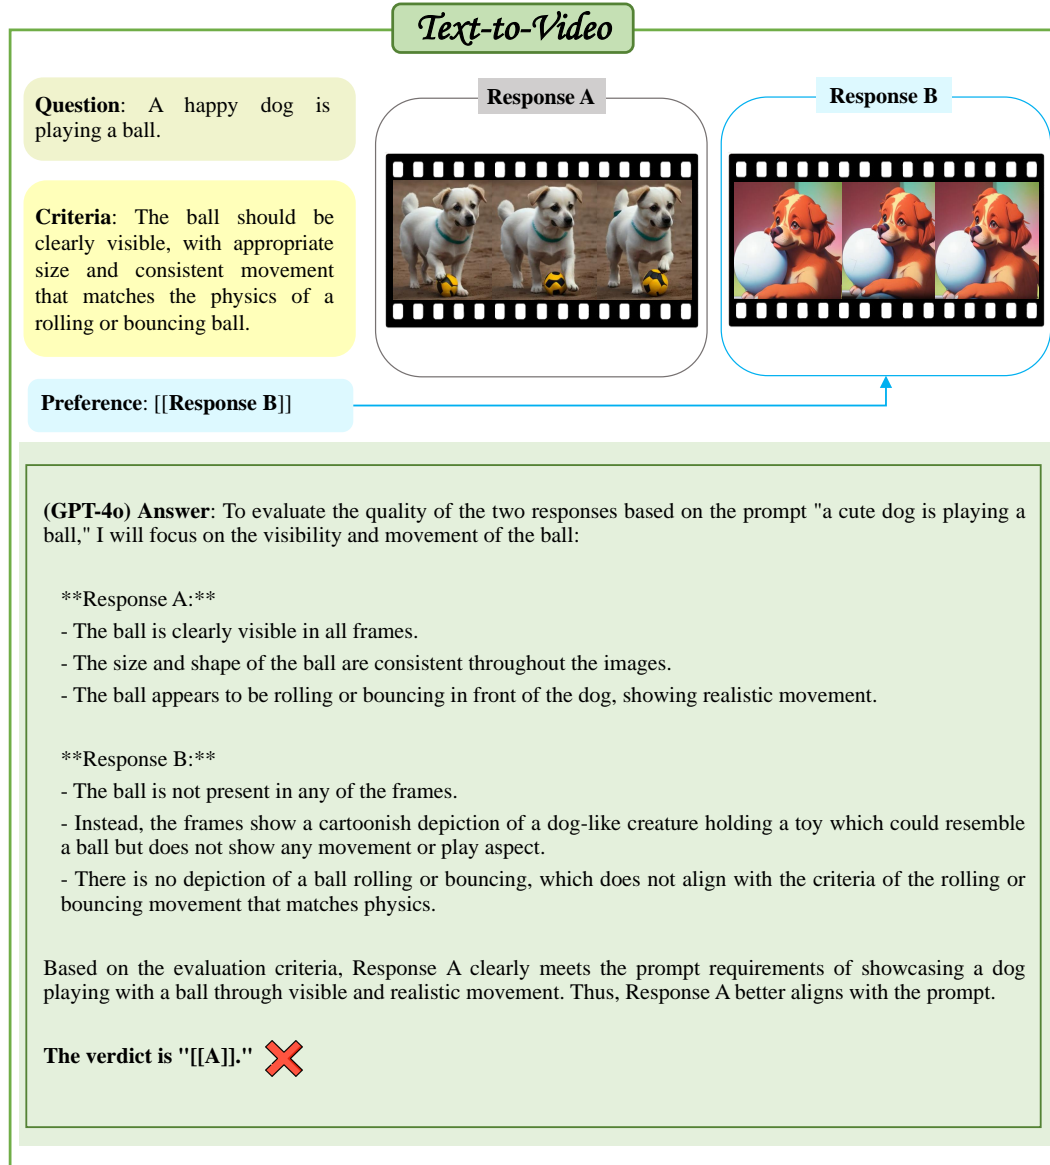 Text-to-Video
Question: A happy dog is
playing a ball.
Criteria: The ball should be
clearly visible, with appropriate
size and consistent movement
that matches the physics of a
rolling or bouncing ball.
Preference: [[Response B]]
Response A
Response B
(GPT-4o) Answer: To evaluate the quality of the two responses based on the prompt "a cute dog is playing a
ball," I will focus on the visibility and movement of the ball:
**Response A:**
- The ball is clearly visible in all frames.
- The size and shape of the ball are consistent throughout the images.
- The ball appears to be rolling or bouncing in front of the dog, showing realistic movement.
**Response B:**
- The ball is not present in any of the frames.
- Instead, the frames show a cartoonish depiction of a dog-like creature holding a toy which could resemble
a ball but does not show any movement or play aspect.
- There is no depiction of a ball rolling or bouncing, which does not align with the criteria of the rolling or
bouncing movement that matches physics.
Based on the evaluation criteria, Response A clearly meets the prompt requirements of showcasing a dog
playing with a ball through visible and realistic movement. Thus, Response A better aligns with the prompt.
The verdict is "[[A]]."